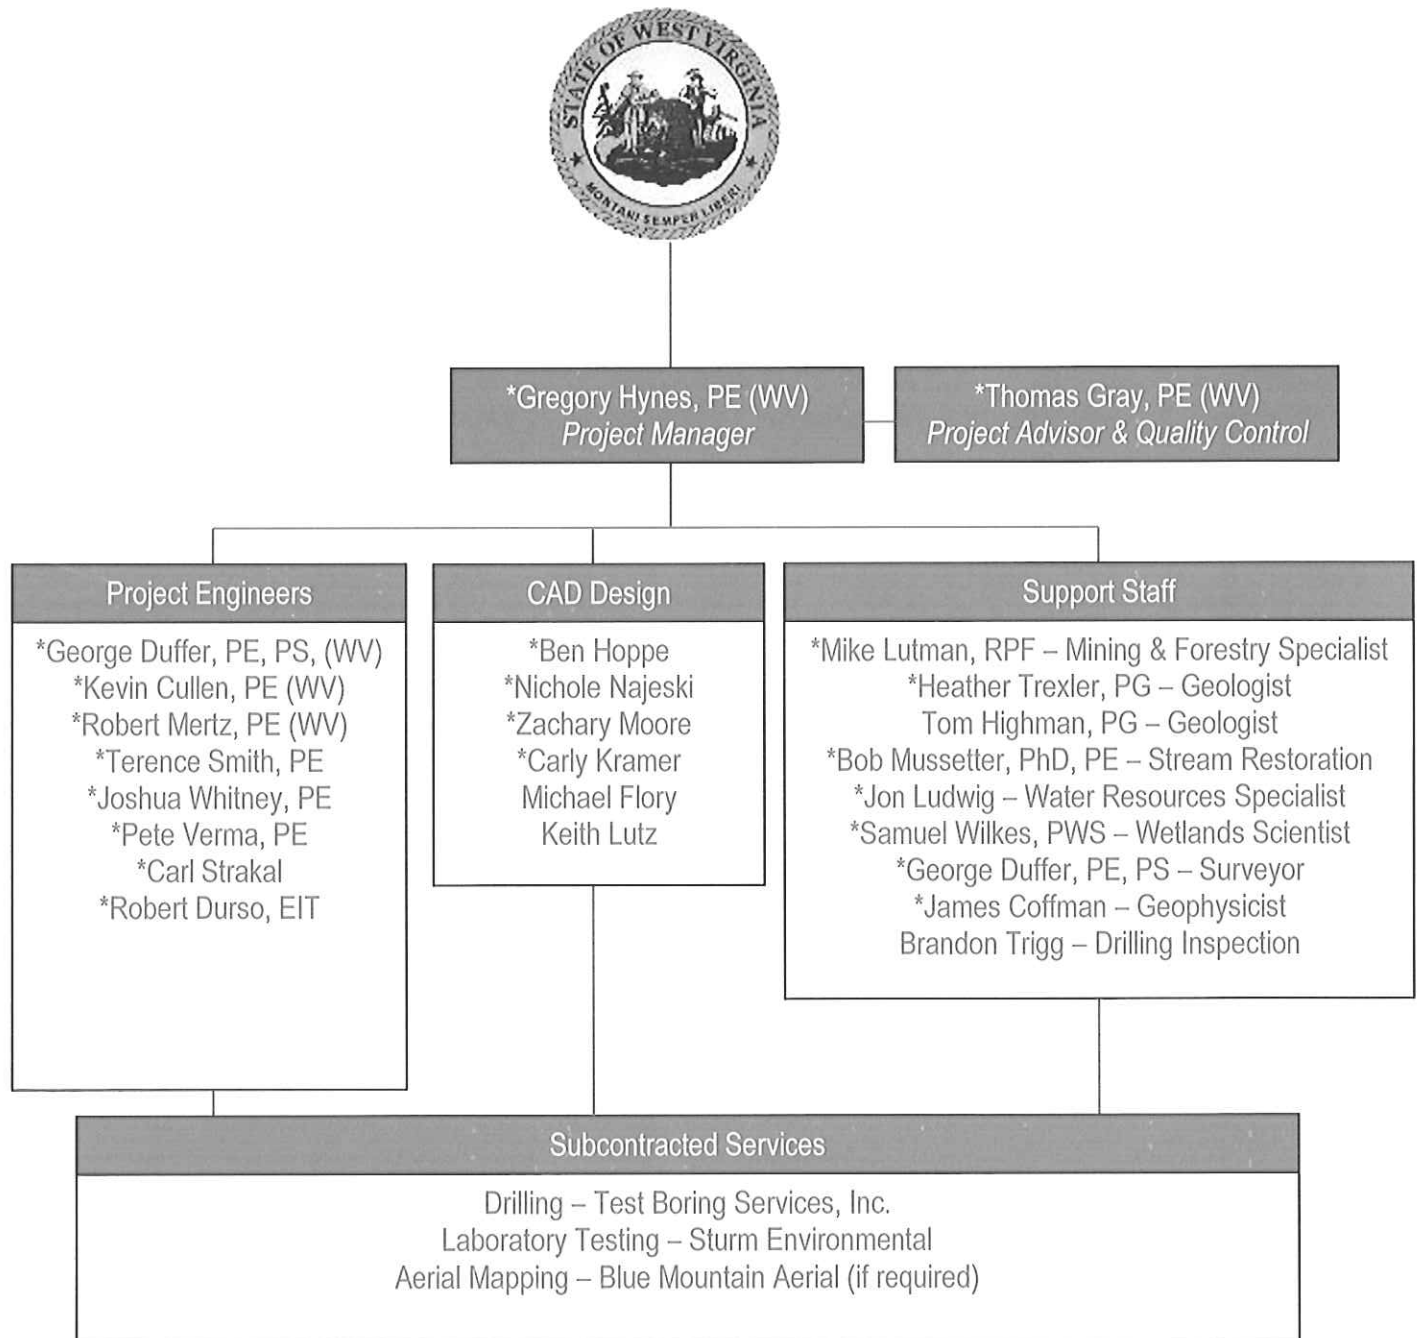 STATE OF WEST VIRGINIA
MONTANI SEMPER LIBERI
*Gregory Hynes, PE (WV)
Project Manager
*Thomas Gray, PE (WV)
Project Advisor & Quality Control
Project Engineers
*George Duffer, PE, PS, (WV)
*Kevin Cullen, PE (WV)
*Robert Mertz, PE (WV)
*Terence Smith, PE
*Joshua Whitney, PE
*Pete Verma, PE
*Carl Strakal
*Robert Durso, EIT
CAD Design
*Ben Hoppe
*Nichole Najeski
*Zachary Moore
*Carly Kramer
Michael Flory
Keith Lutz
Support Staff
*Mike Lutman, RPF – Mining & Forestry Specialist
*Heather Trexler, PG – Geologist
Tom Highman, PG – Geologist
*Bob Mussetter, PhD, PE – Stream Restoration
*Jon Ludwig – Water Resources Specialist
*Samuel Wilkes, PWS – Wetlands Scientist
*George Duffer, PE, PS – Surveyor
*James Coffman – Geophysicist
Brandon Trigg – Drilling Inspection
Subcontracted Services
Drilling – Test Boring Services, Inc.
Laboratory Testing – Sturm Environmental
Aerial Mapping – Blue Mountain Aerial (if required)